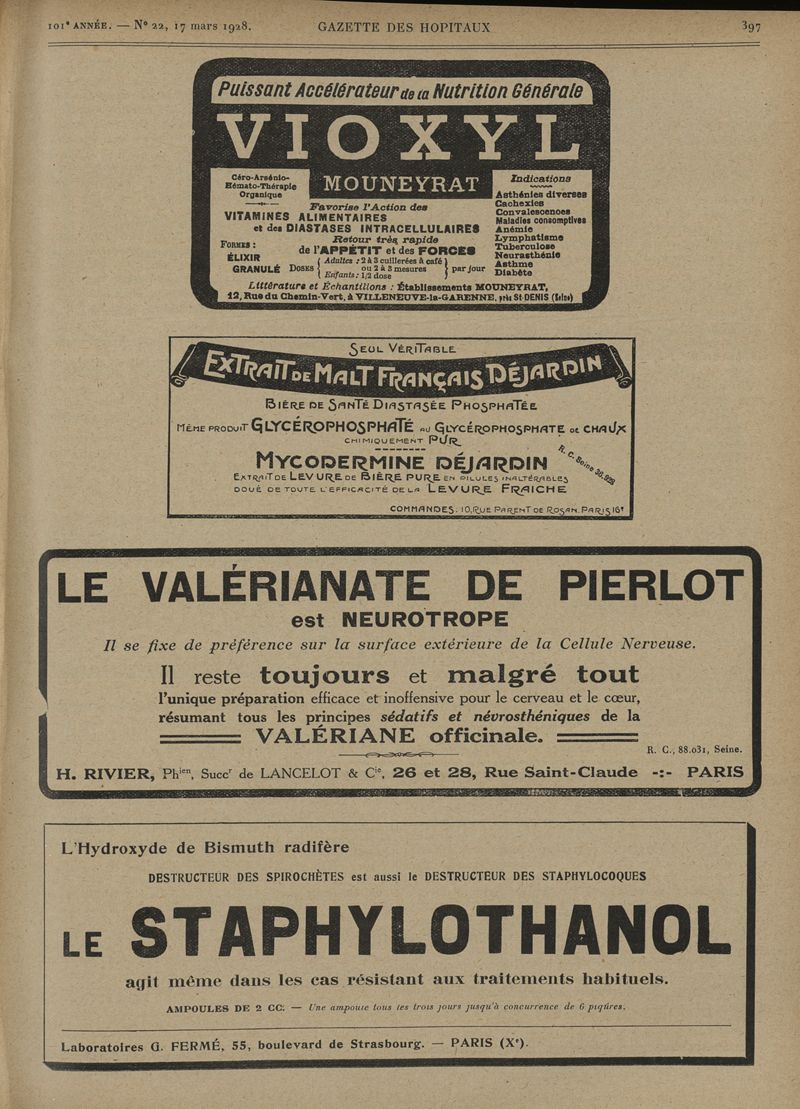 101e ANNÉE. — No 22, 17 mars 1928. GAZETTE DES HOPITAUX 397
Puissant Accélérateur de la Nutrition Générale
VIOXYL
MOUNEYRAT
Céro-Arsénio-
Hémato-Thérapie
Organique
Favorise l'Action des
VITAMINES ALIMENTAIRES
et des DIASTASES INTRACELLULAIRES
Retour très rapide
de l'APPÉTIT et des FORCES
FORMES :
ÉLIXIR
GRANULÉ
DOSES { Adultes : 2 à 3 cuillerées à café
ou 2 à 3 mesures
Enfants : 1/2 dose } par jour
Indications
Asthénies diverses
Cachexies
Convalescences
Maladies consomptives
Anémie
Lymphatisme
Tuberculose
Neurasthénie
Asthme
Diabète
Littérature et Échantillons : Établissements MOUNEYRAT,
12, Rue du Chemin-Vert, à VILLENEUVE-la-GARENNE, près St-DENIS (Seine)
SEUL VÉRITABLE
EXTRAIT DE MALT FRANÇAIS DÉJARDIN
BIÈRE DE SANTÉ DIASTASÉE PHOSPHATÉE
MÊME PRODUIT GLYCÉROPHOSPHATÉ AU GLYCÉROPHOSPHATE DE CHAUX
CHIMIQUEMENT PUR
MYCODERMINE DÉJARDIN
R. C. Seine 36.929
EXTRAIT DE LEVURE DE BIÈRE PURE EN PILULES INALTÉRABLES
DOUÉ DE TOUTE L'EFFICACITÉ DE LA LEVURE FRAICHE
COMMANDES. 10, RUE PARENT DE ROSAN. PARIS 16e
LE VALÉRIANATE DE PIERLOT
est NEUROTROPE
Il se fixe de préférence sur la surface extérieure de la Cellule Nerveuse.
Il reste toujours et malgré tout
l'unique préparation efficace et inoffensive pour le cerveau et le cœur,
résumant tous les principes sédatifs et névrosthéniques de la
VALÉRIANE officinale.
R. C., 88.031, Seine.
H. RIVIER, Phien, Succr de LANCELOT & Cie, 26 et 28, Rue Saint-Claude -:- PARIS
L'Hydroxyde de Bismuth radifère
DESTRUCTEUR DES SPIROCHÈTES est aussi le DESTRUCTEUR DES STAPHYLOCOQUES
LE STAPHYLOTHANOL
agit même dans les cas résistant aux traitements habituels.
AMPOULES DE 2 CC. — Une ampoule tous les trois jours jusqu'à concurrence de 6 piqûres.
Laboratoires G. FERMÉ, 55, boulevard de Strasbourg. — PARIS (Xe).